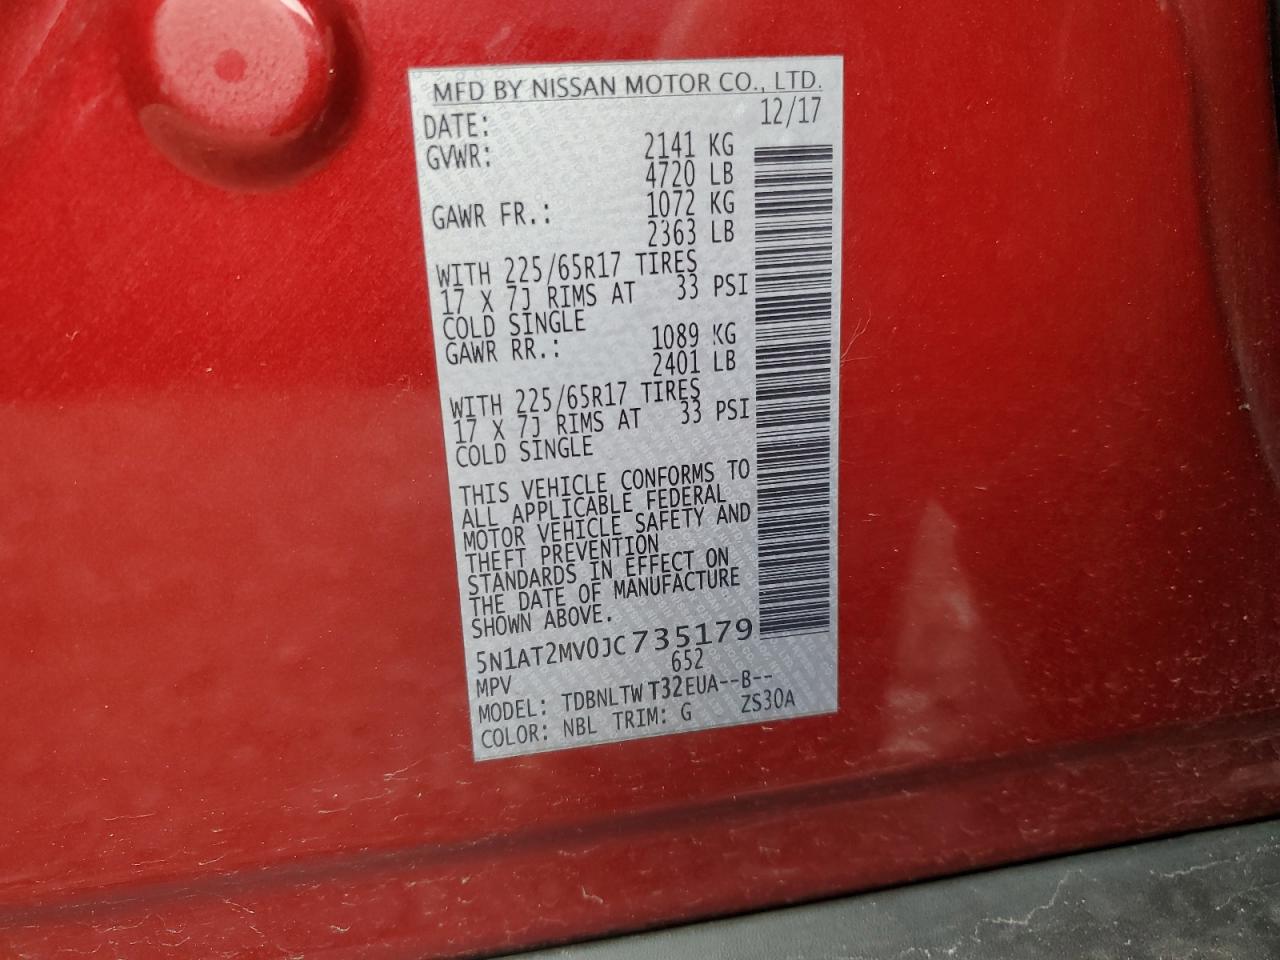 MFD BY NISSAN MOTOR CO., LTD.
DATE: 12/17
GVWR: 2141 KG
4720 LB
GAWR FR.: 1072 KG
2363 LB
WITH 225/65R17 TIRES
17 X 7J RIMS AT 33 PSI
COLD SINGLE
GAWR RR.: 1089 KG
2401 LB
WITH 225/65R17 TIRES
17 X 7J RIMS AT 33 PSI
COLD SINGLE
THIS VEHICLE CONFORMS TO
ALL APPLICABLE FEDERAL
MOTOR VEHICLE SAFETY AND
THEFT PREVENTION
STANDARDS IN EFFECT ON
THE DATE OF MANUFACTURE
SHOWN ABOVE.
5N1AT2MV0JC735179
MPV 652
MODEL: TDBNLTWT32EUA--B--
COLOR: NBL TRIM: G ZS30A